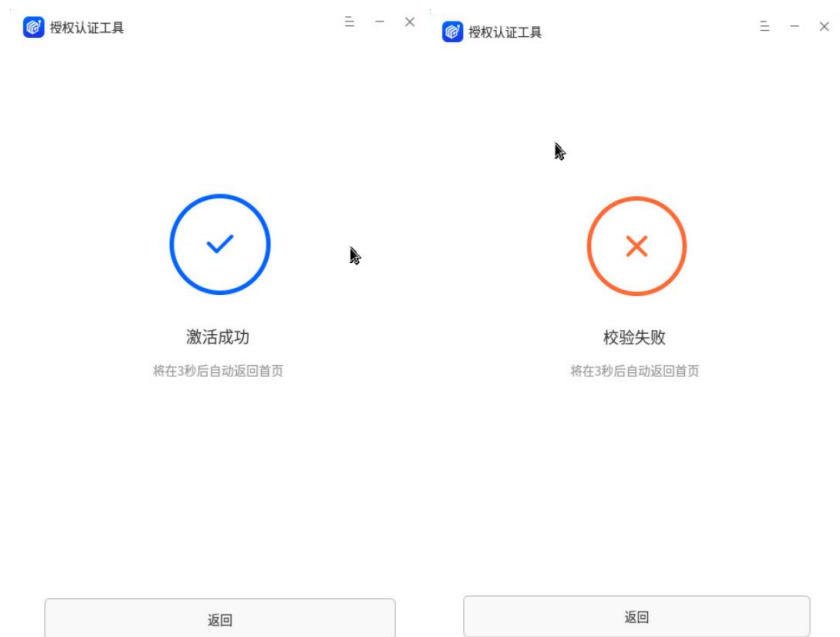 授权认证工具
激活成功
将在3秒后自动返回首页
返回
授权认证工具
校验失败
将在3秒后自动返回首页
返回